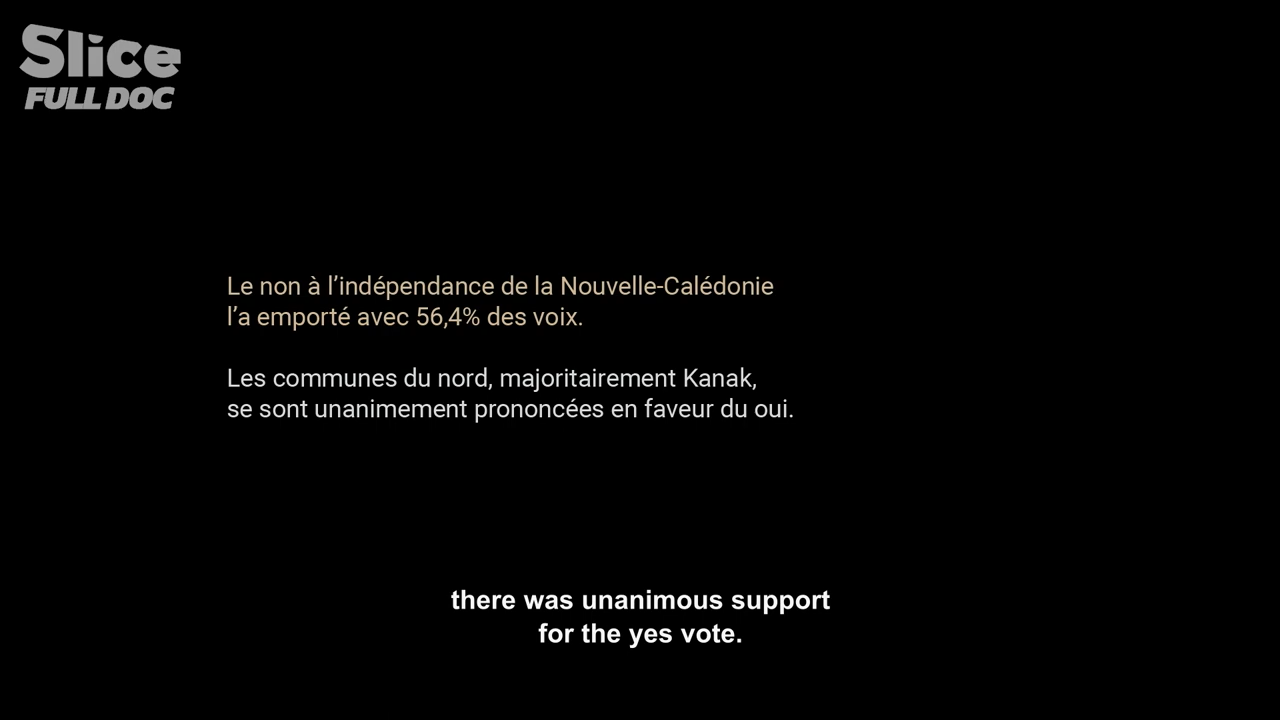 Slice
FULL DOC
Le non à l’indépendance de la Nouvelle-Calédonie
l’a emporté avec 56,4% des voix.
Les communes du nord, majoritairement Kanak,
se sont unanimement prononcées en faveur du oui.
there was unanimous support
for the yes vote.